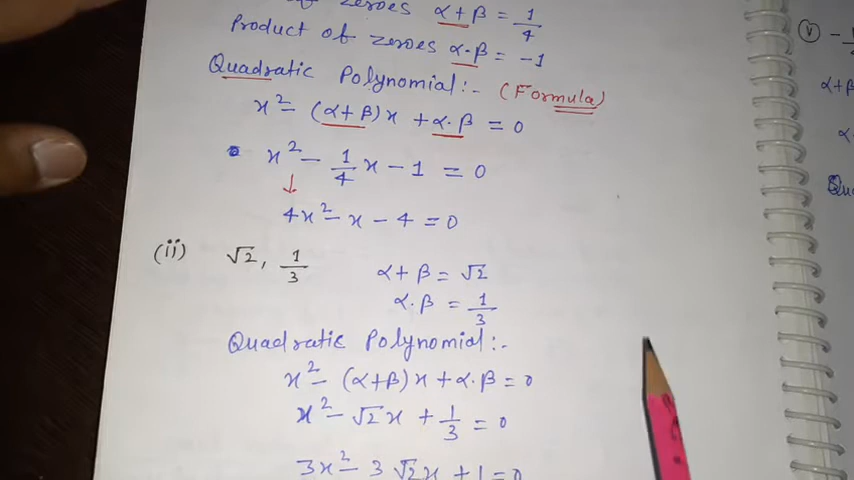 of zeroes α+β = 1/4
Product of zeroes α·β = -1
Quadratic Polynomial:- (Formula)
x² - (α+β)x + α·β = 0
x² - 1/4 x - 1 = 0
↓
4x² - x - 4 = 0
(ii) √2, 1/3 α+β = √2
α·β = 1/3
Quadratic Polynomial:-
x² - (α+β)x + α·β = 0
x² - √2x + 1/3 = 0
3x² - 3√2x + 1 = 0
(v) -
α+β
α